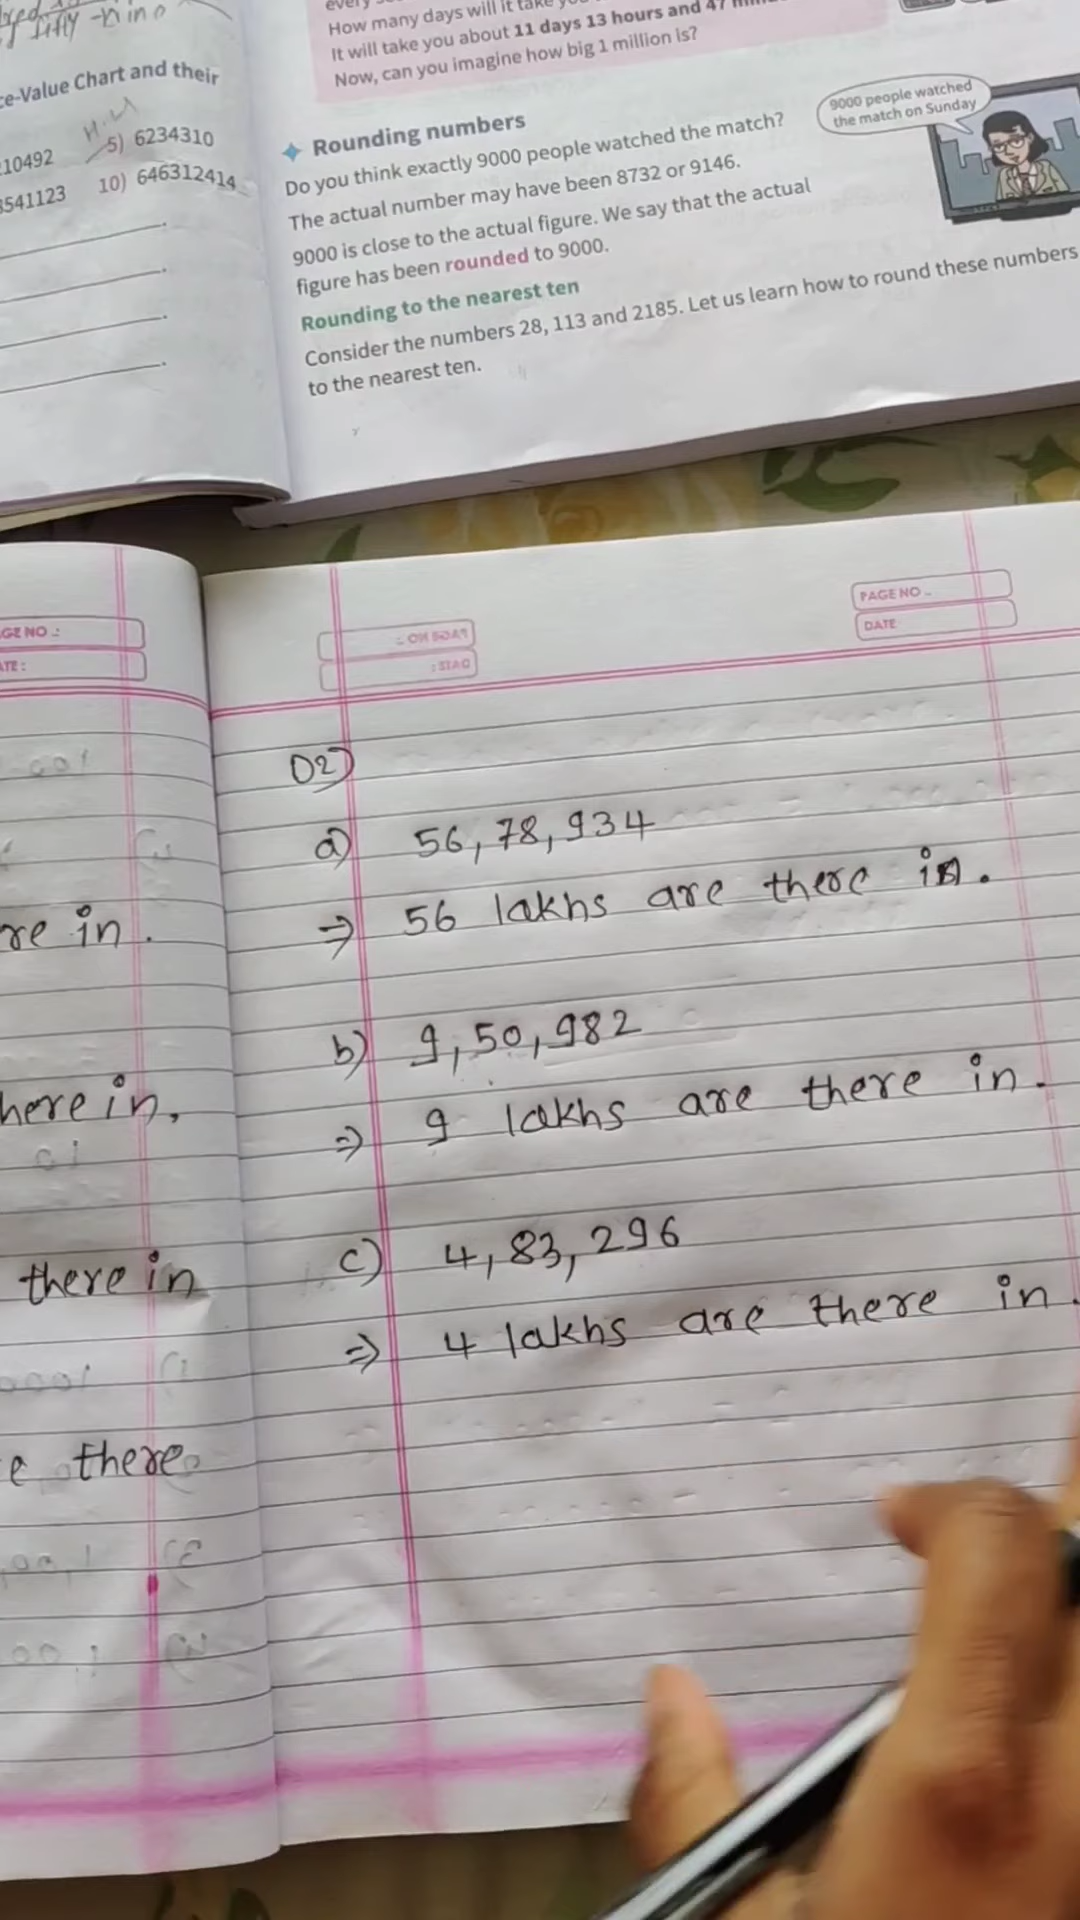 ce-Value Chart and their
H.W
10492
5) 6234310
541123
10) 646312414
How many days will it take
It will take you about 11 days 13 hours and 47
Now, can you imagine how big 1 million is?
Rounding numbers
Do you think exactly 9000 people watched the match?
The actual number may have been 8732 or 9146.
9000 is close to the actual figure. We say that the actual
figure has been rounded to 9000.
Rounding to the nearest ten
Consider the numbers 28, 113 and 2185. Let us learn how to round these numbers
to the nearest ten.
9000 people watched
the match on Sunday
GE NO :
ATE :
re in.
here in,
there in
e there
PAGE NO
DATE
Q2)
a) 56,78,934
⇒ 56 lakhs are there in.
b) 9,50,982
⇒ 9 lakhs are there in.
c) 4,83,296
⇒ 4 lakhs are there in.